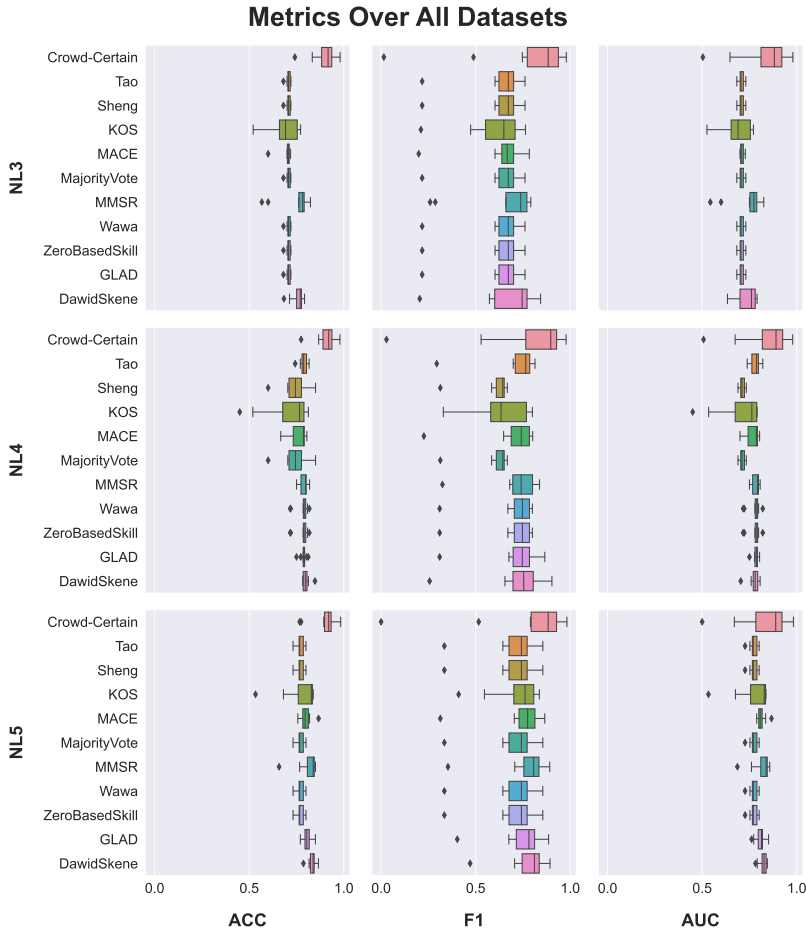 Metrics Over All Datasets
NL3
Crowd-Certain
Tao
Sheng
KOS
MACE
MajorityVote
MMSR
Wawa
ZeroBasedSkill
GLAD
DawidSkene
NL4
Crowd-Certain
Tao
Sheng
KOS
MACE
MajorityVote
MMSR
Wawa
ZeroBasedSkill
GLAD
DawidSkene
NL5
Crowd-Certain
Tao
Sheng
KOS
MACE
MajorityVote
MMSR
Wawa
ZeroBasedSkill
GLAD
DawidSkene
0.0 0.5 1.0 0.0 0.5 1.0 0.0 0.5 1.0
ACC F1 AUC